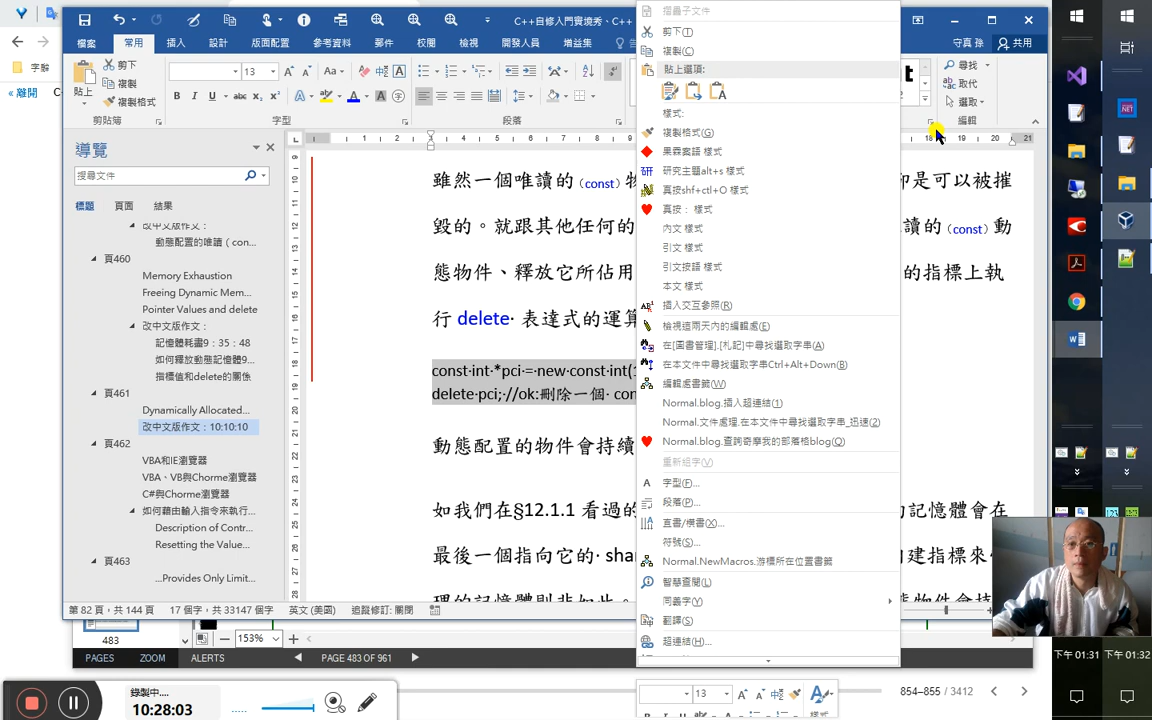 C++自修入門實境秀、C++
守真 孫
共用
檔案
常用
插入
設計
版面配置
參考資料
郵件
校閱
檢視
開發人員
增益集
剪下
貼上
複製
複製格式
剪貼簿
13
字型
段落
尋找
取代
選取
編輯
字齡
« 離開
導覽
搜尋文件
標題
頁面
結果
改中文版作文:
動態配置的唯讀(con...
頁460
Memory Exhaustion
Freeing Dynamic Mem...
Pointer Values and delete
改中文版作文:
記憶體耗盡9:35:48
如何釋放動態記憶體9...
指標值和delete的關係
頁461
Dynamically Allocated...
改中文版作文:10:10:10
頁462
VBA和IE瀏覽器
VBA、VB與Chorme瀏覽器
C#與Chorme瀏覽器
如何藉由輸入指令來執行...
Description of Contr...
Resetting the Value...
頁463
...Provides Only Limit...
雖然一個唯讀的(const)物
卻是可以被摧
毀的。就跟其他任何的
讀的(const)動
態物件、釋放它所佔用
的指標上執
行 delete· 表達式的運算
const·int·*pci·=·new·const·int(1
delete·pci;·//ok:刪除一個· con
動態配置的物件會持續
如我們在§12.1.1 看過的
記憶體會在
最後一個指向它的· shar
建指標來
摺疊子文件
剪下(T)
複製(C)
貼上選項:
樣式:
複製格式(G)
果霖案語 樣式
研究主題alt+s 樣式
真按shf+ctl+O 樣式
真按: 樣式
內文 樣式
引文 樣式
引文按語 樣式
本文 樣式
插入交互參照(R)
檢視這兩天內的編輯處(E)
在[圖書管理].[札記]中尋找選取字串(A)
在本文件中尋找選取字串Ctrl+Alt+Down(B)
編輯處書籤(W)
Normal.blog.插入超連結(1)
Normal.文件處理.在本文件中尋找選取字串_迅速(2)
Normal.blog.查詢奇摩我的部落格blog(Q)
重新組字(V)
字型(F)...
段落(P)...
直書/橫書(X)...
符號(S)...
Normal.NewMacros.游標所在位置書籤
智慧查閱(L)
同義字(Y)
翻譯(S)
超連結(H)...
第 82 頁,共 144 頁
17 個字,共 33147 個字
英文 (美國)
追蹤修訂: 關閉
483
153%
PAGES
ZOOM
ALERTS
PAGE 483 OF 961
錄製中....
10:28:03
13
樣式
854–855 / 3412
下午 01:31
下午 01:32